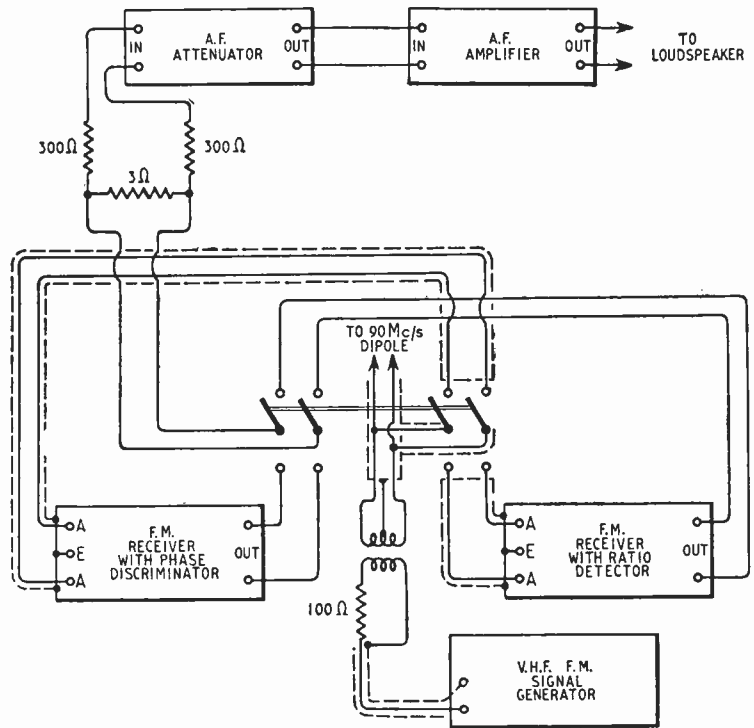 IN
A.F.
ATTENUATOR
OUT
IN
A.F.
AMPLIFIER
OUT
TO
LOUDSPEAKER
300Ω
300Ω
3Ω
TO 90 Mc/s
DIPOLE
A
E
A
F.M.
RECEIVER
WITH PHASE
DISCRIMINATOR
OUT
A
E
A
F.M.
RECEIVER
WITH RATIO
DETECTOR
OUT
100Ω
V.H.F. F.M.
SIGNAL
GENERATOR